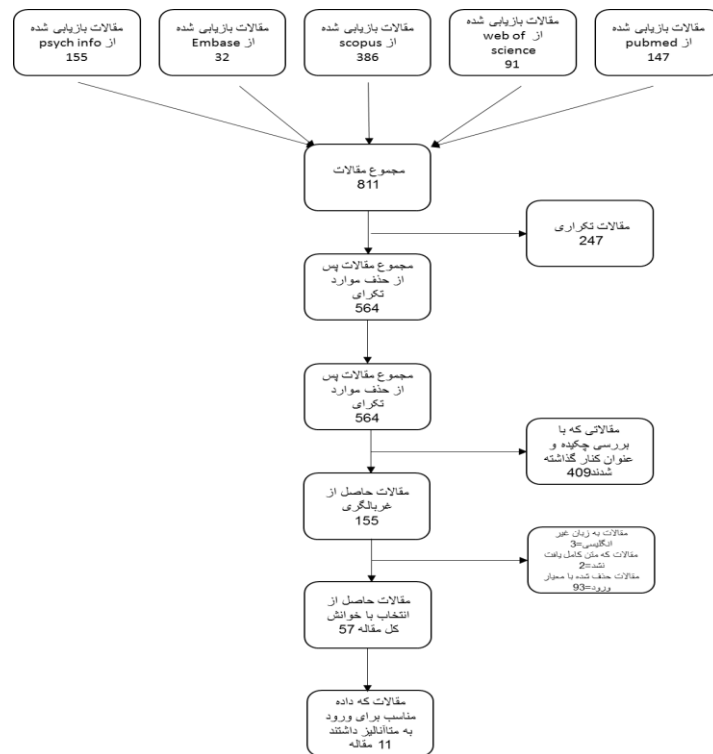 مقالات بازیابی شده
از psych info
155
مقالات بازیابی شده
از Embase
32
مقالات بازیابی شده
از scopus
386
مقالات بازیابی شده
از web of
science
91
مقالات بازیابی شده
از pubmed
147
مجموع مقالات
811
مقالات تکراری
247
مجموع مقالات پس
از حذف موارد
تکرای
564
مجموع مقالات پس
از حذف موارد
تکرای
564
مقالاتی که با
بررسی چکیده و
عنوان کنار گذاشته
شدند409
مقالات حاصل از
غربالگری
155
مقالات به زبان غیر
انگلیسی=3
مقالات که متن کامل یافت
نشد=2
مقالات حذف شده با معیار
ورود=93
مقالات حاصل از
انتخاب با خوانش
کل مقاله 57
مقالات که داده
مناسب برای ورود
به متاآنالیز داشتند
11 مقاله